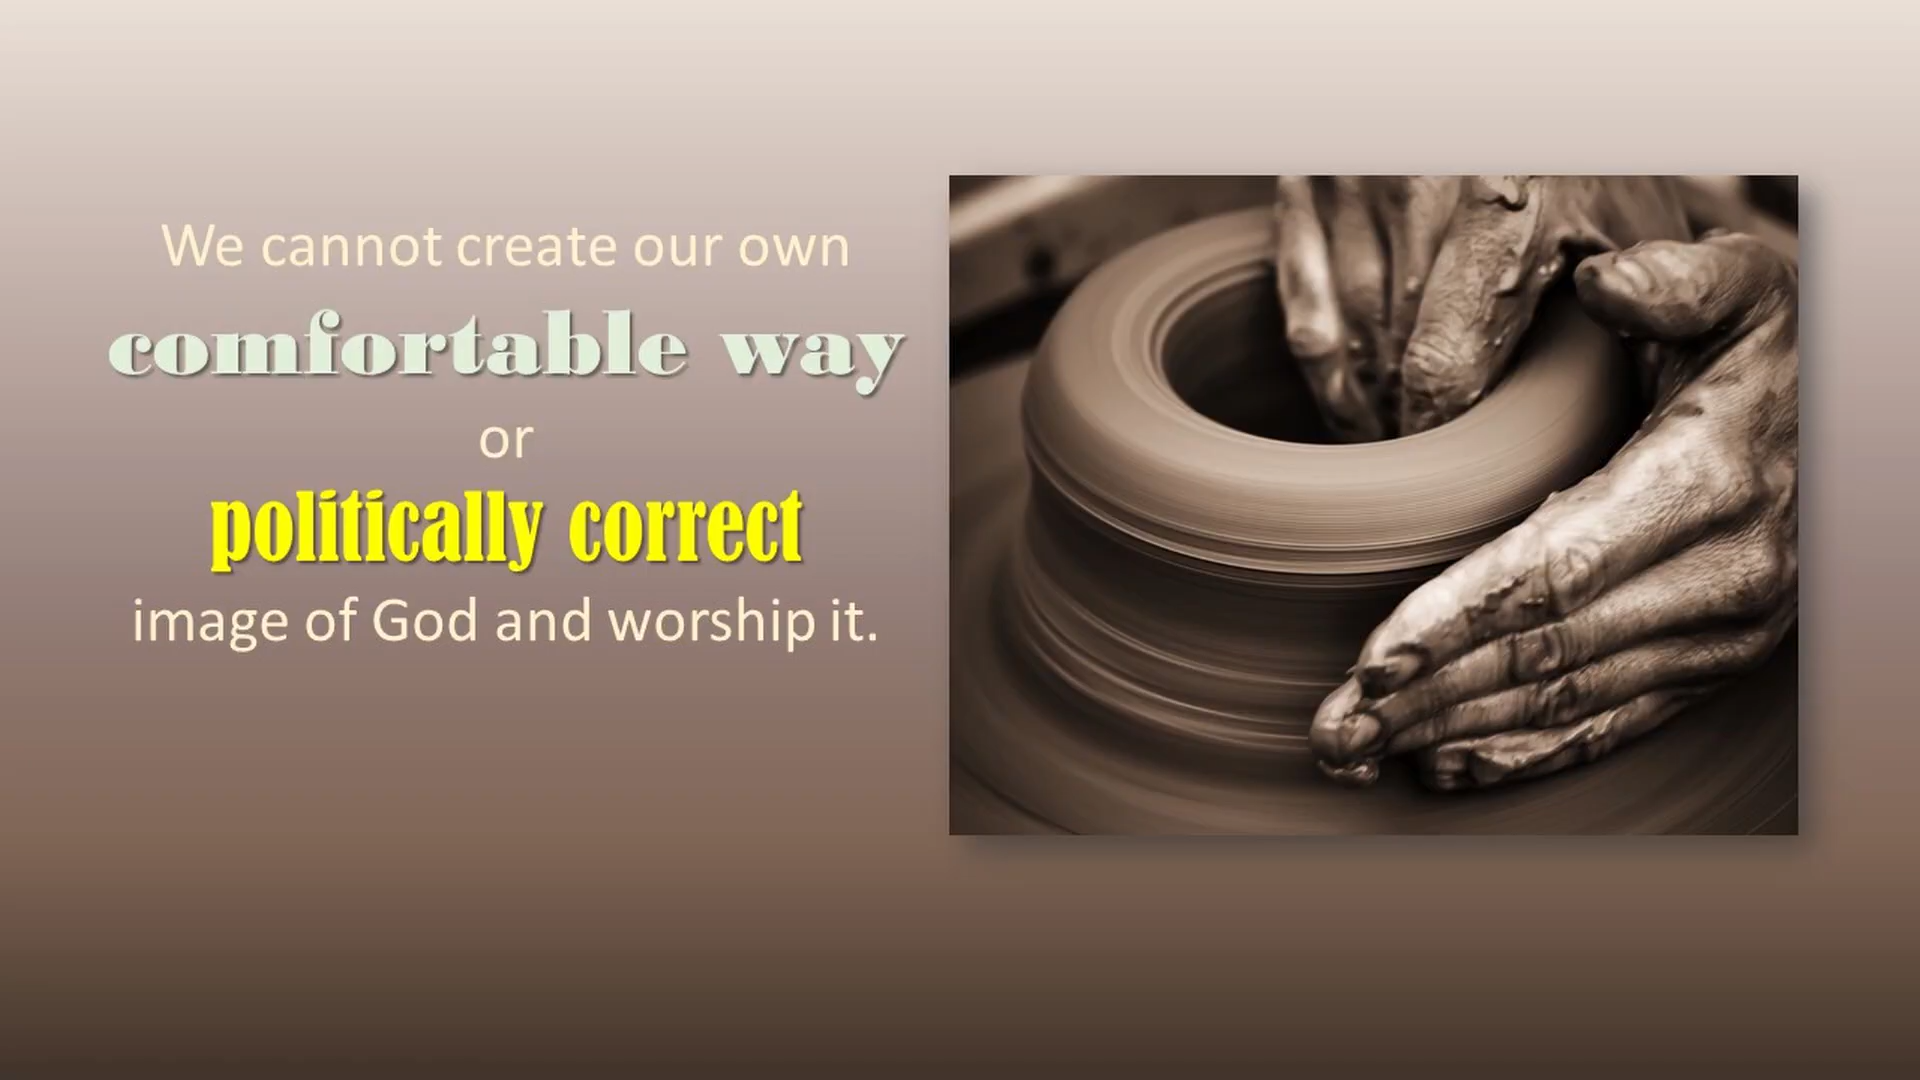 We cannot create our own
comfortable way
or
politically correct
image of God and worship it.